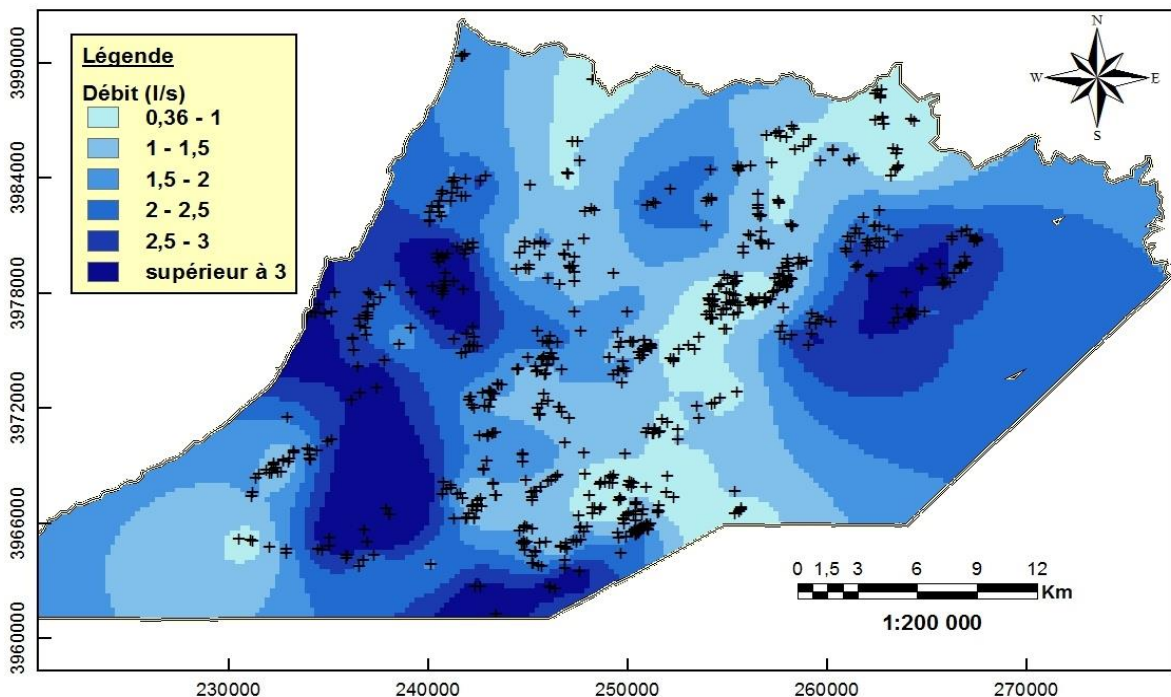 Légende
Débit (l/s)
0,36 - 1
1 - 1,5
1,5 - 2
2 - 2,5
2,5 - 3
supérieur à 3
N
W E
S
3990000
3984000
3978000
3972000
3966000
3960000
0 1,5 3 6 9 12
Km
1:200 000
230000 240000 250000 260000 270000